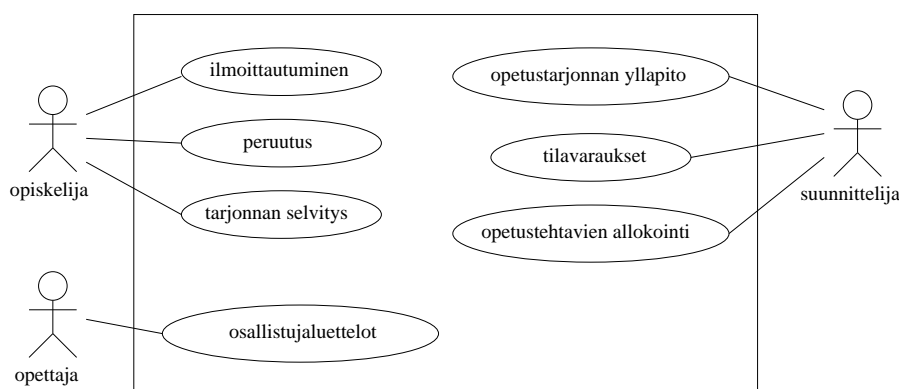 ilmoittautuminen
opetustarjonnan yllapito
peruutus
tilavaraukset
opiskelija
suunnittelija
tarjonnan selvitys
opetustehtavien allokointi
osallistujaluettelot
opettaja